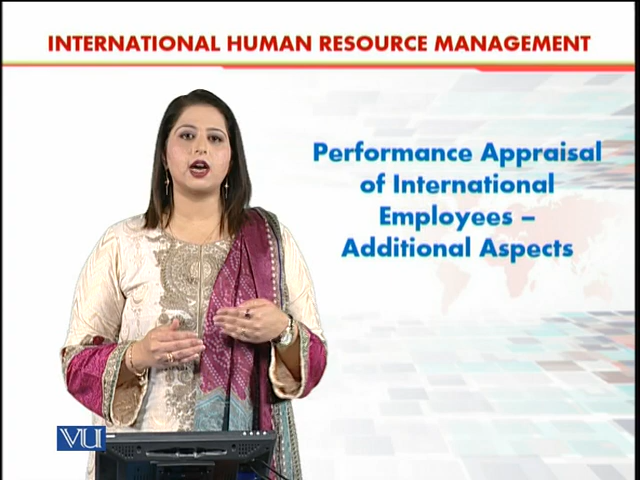 INTERNATIONAL HUMAN RESOURCE MANAGEMENT
Performance Appraisal
of International
Employees –
Additional Aspects
VU